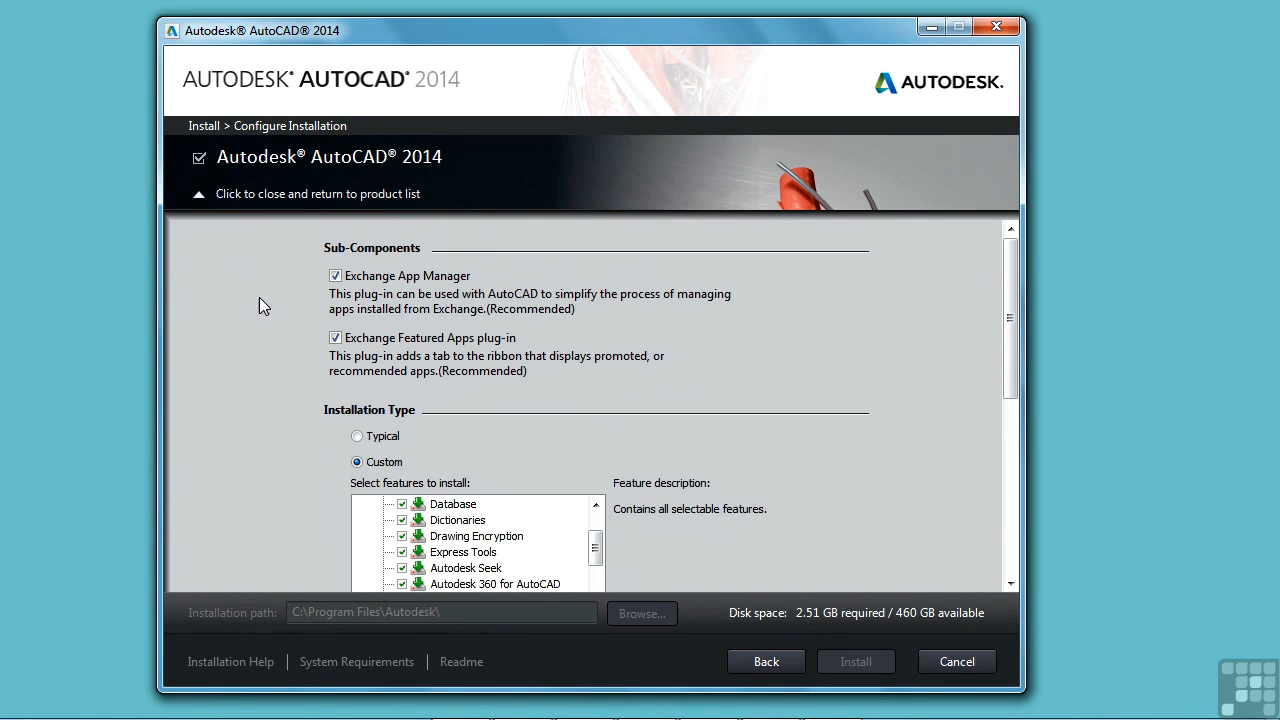 Autodesk® AutoCAD® 2014
AUTODESK® AUTOCAD® 2014
AUTODESK.
Install > Configure Installation
Autodesk® AutoCAD® 2014
Click to close and return to product list
Sub-Components
Exchange App Manager
This plug-in can be used with AutoCAD to simplify the process of managing
apps installed from Exchange.(Recommended)
Exchange Featured Apps plug-in
This plug-in adds a tab to the ribbon that displays promoted, or
recommended apps.(Recommended)
Installation Type
Typical
Custom
Select features to install:
Feature description:
Database
Contains all selectable features.
Dictionaries
Drawing Encryption
Express Tools
Autodesk Seek
Autodesk 360 for AutoCAD
Installation path: C:\Program Files\Autodesk\ Browse... Disk space: 2.51 GB required / 460 GB available
Installation Help | System Requirements | Readme Back Install Cancel